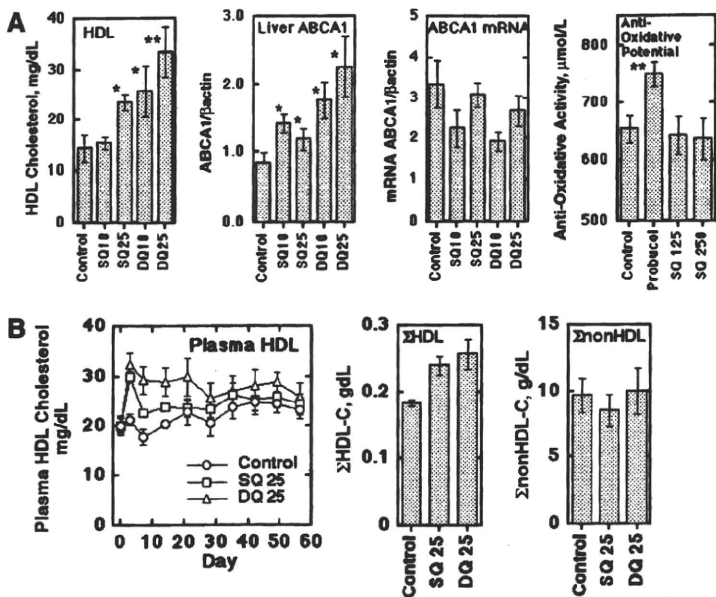 A
HDL
HDL Cholesterol, mg/dL
40
30
20
10
0
*
*
**
Control
SQ10
SQ25
DQ10
DQ25
Liver ABCA1
ABCA1/βactin
3.0
2.0
1.0
0.0
*
*
*
*
Control
SQ10
SQ25
DQ10
DQ25
ABCA1 mRNA
mRNA ABCA1/βactin
5
4
3
2
1
0
Control
SQ10
SQ25
DQ10
DQ25
Anti-
Oxidative
Potential
**
Anti-Oxidative Activity, μmol/L
800
750
650
600
500
Control
Probucol
SQ 125
SQ 250
B
Plasma HDL
Plasma HDL Cholesterol
mg/dL
40
30
20
10
0
Control
SQ 25
DQ 25
0 10 20 30 40 50 60
Day
ΣHDL
ΣHDL-C, gdL
0.3
0.2
0.1
0
Control
SQ 25
DQ 25
ΣnonHDL
ΣnonHDL-C, g/dL
15
10
5
0
Control
SQ 25
DQ 25